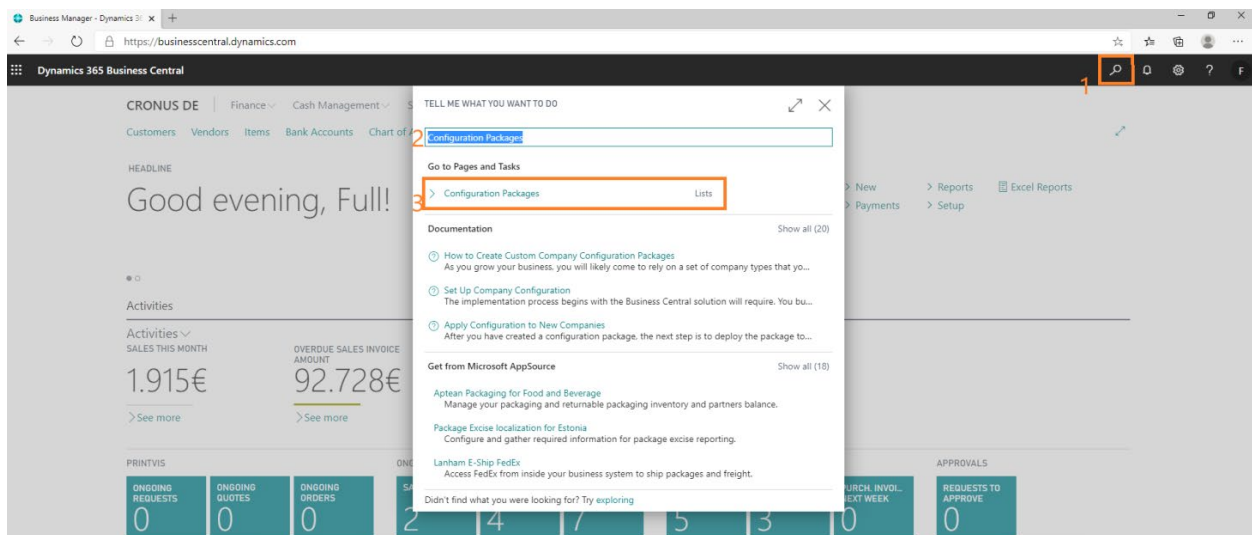 Business Manager - Dynamics 3
https://businesscentral.dynamics.com
Dynamics 365 Business Central
? F
1
CRONUS DE Finance Cash Management S
Customers Vendors Items Bank Accounts Chart of
HEADLINE
Good evening, Full!
> New > Reports Excel Reports
> Payments > Setup
TELL ME WHAT YOU WANT TO DO
2
Configuration Packages
Go to Pages and Tasks
3
> Configuration Packages Lists
Documentation Show all (20)
How to Create Custom Company Configuration Packages
As you grow your business, you will likely come to rely on a set of company types that yo...
Set Up Company Configuration
The implementation process begins with the Business Central solution will require. You bu...
Apply Configuration to New Companies
After you have created a configuration package, the next step is to deploy the package to...
Get from Microsoft AppSource Show all (18)
Aptean Packaging for Food and Beverage
Manage your packaging and returnable packaging inventory and partners balance.
Package Excise localization for Estonia
Configure and gather required information for package excise reporting.
Lanham E-Ship FedEx
Access FedEx from inside your business system to ship packages and freight.
Didn't find what you were looking for? Try exploring
Activities
Activities
SALES THIS MONTH
1.915€
> See more
OVERDUE SALES INVOICE
AMOUNT
92.728€
> See more
PRINTVIS
ONGOING
REQUESTS
0
ONGOING
QUOTES
0
ONGOING
ORDERS
0
2
4
7
5
3
NEXT WEEK
0
APPROVALS
REQUESTS TO
APPROVE
0